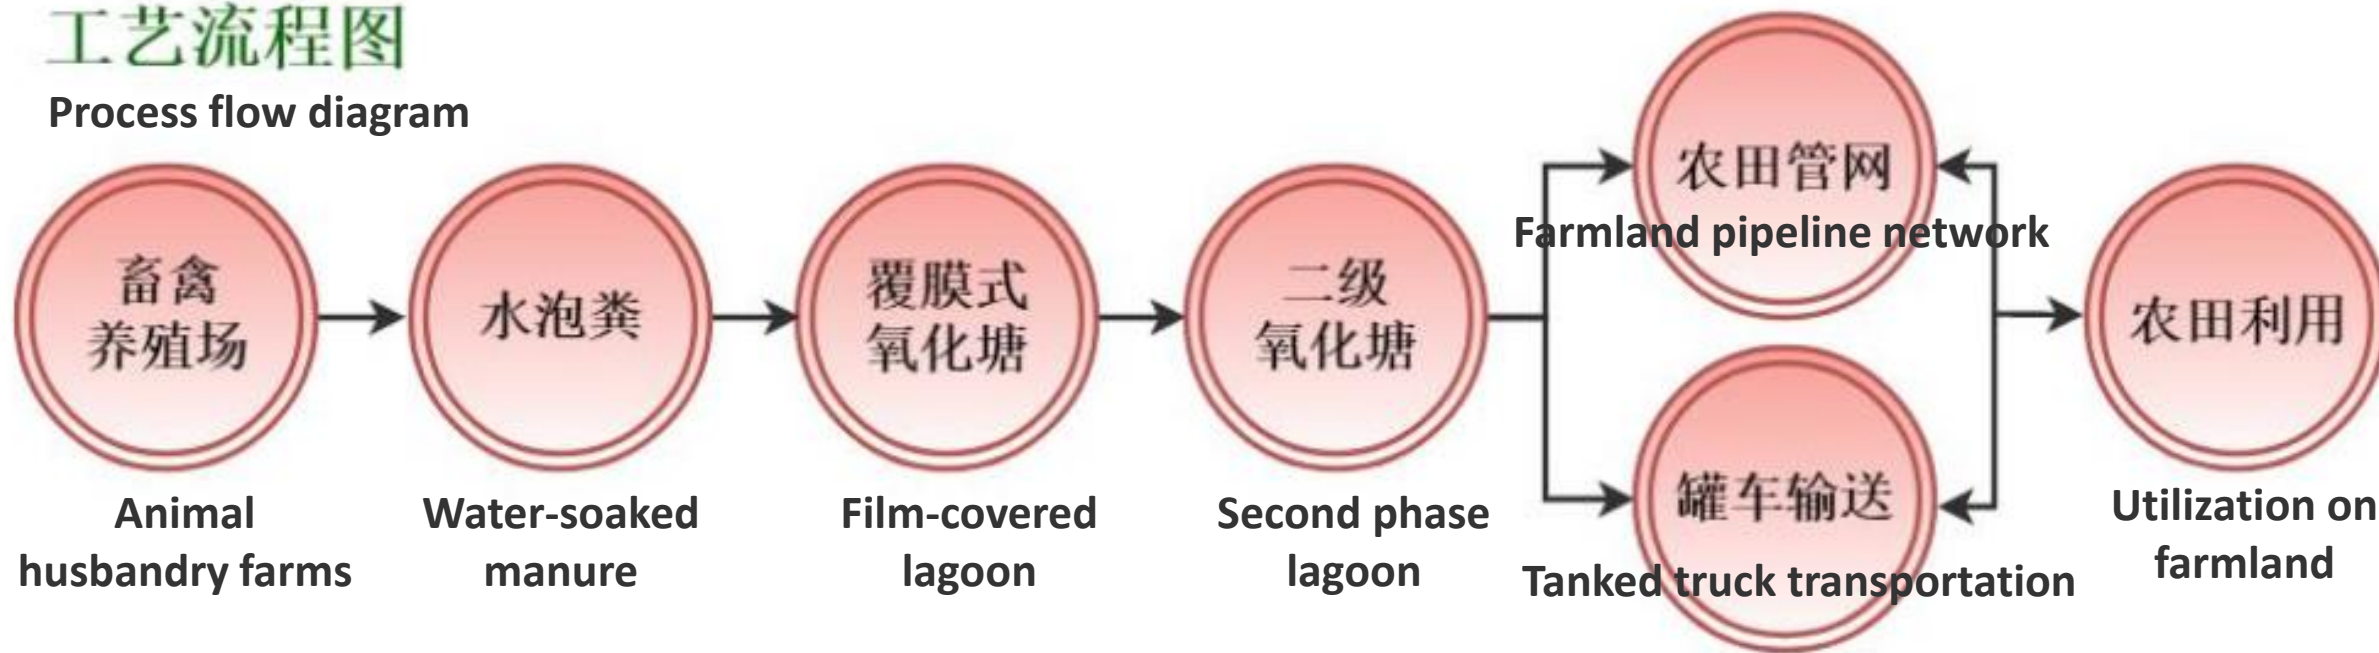 工艺流程图
Process flow diagram
畜禽
养殖场
Animal
husbandry farms
水泡粪
Water-soaked
manure
覆膜式
氧化塘
Film-covered
lagoon
二级
氧化塘
Second phase
lagoon
农田管网
Farmland pipeline network
罐车输送
Tanked truck transportation
农田利用
Utilization on
farmland